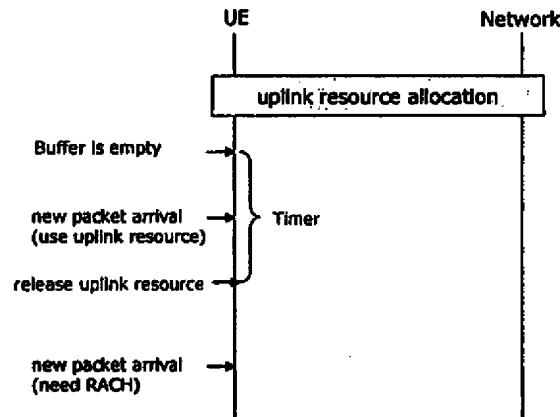 UE Network
uplink resource allocation
Buffer is empty
new packet arrival
(use uplink resource)
Timer
release uplink resource
new packet arrival
(need RACH)